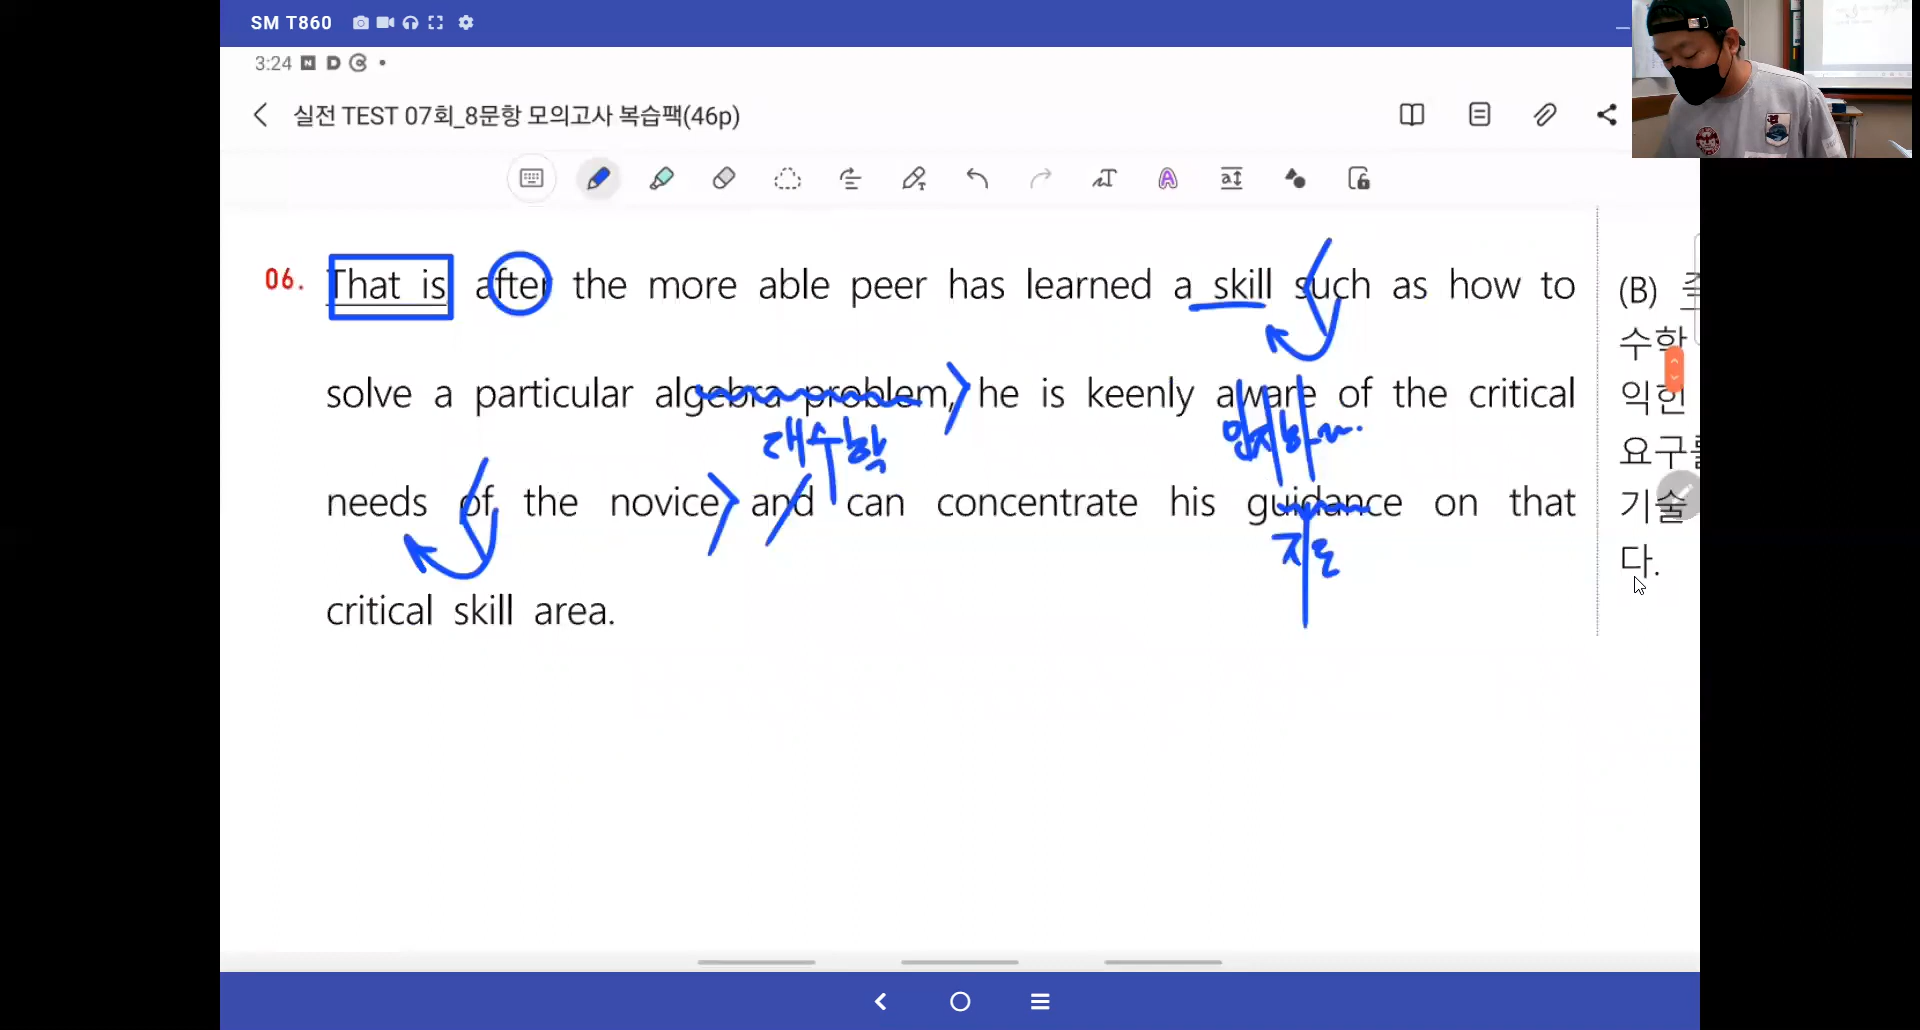 SM T860
3:24
실전 TEST 07회_8문항 모의고사 복습팩(46p)
06. That is after the more able peer has learned a skill such as how to
solve a particular algebra problem, he is keenly aware of the critical
대수학
인지하는
needs of the novice and can concentrate his guidance on that
지도
critical skill area.
(B)
수학
익힌
요구를
기술
다.